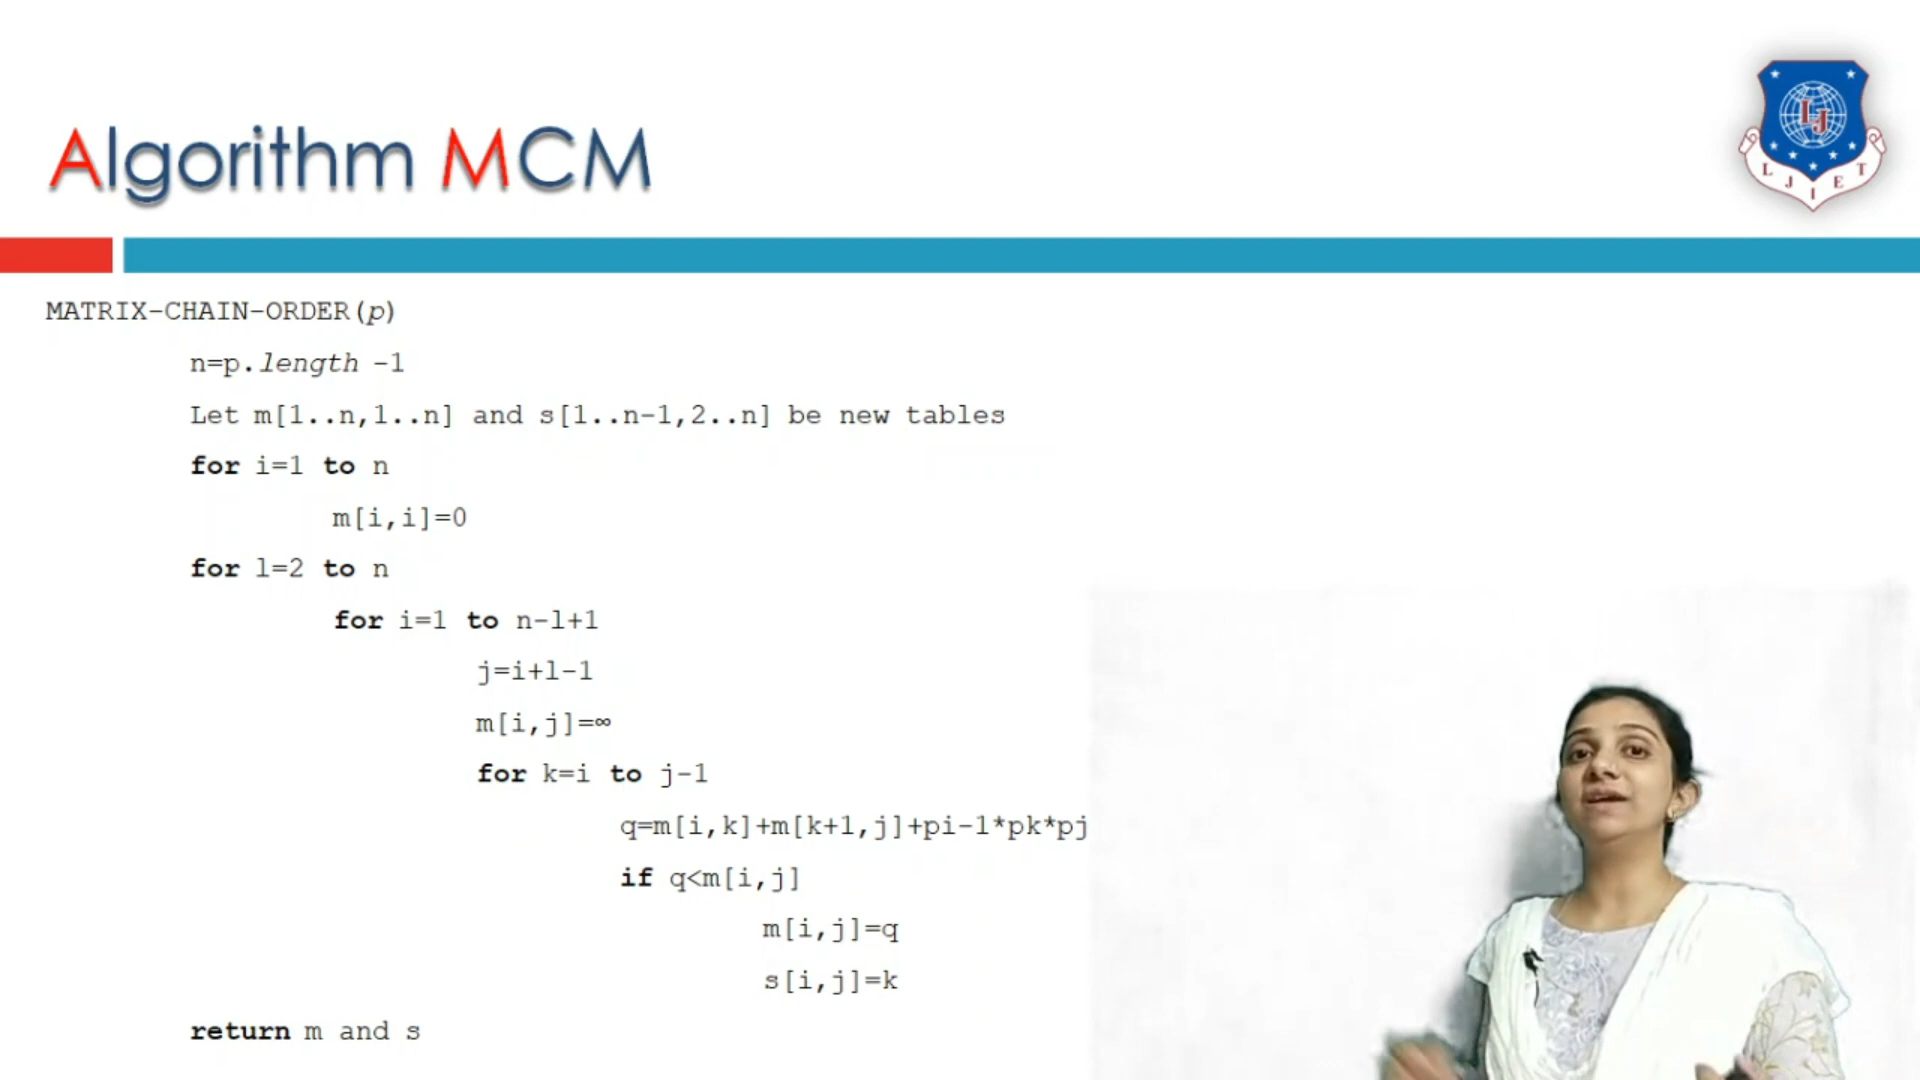 Algorithm MCM
LJIET
LJ
MATRIX-CHAIN-ORDER(p)
n=p.length -1
Let m[1..n,1..n] and s[1..n-1,2..n] be new tables
for i=1 to n
m[i,i]=0
for l=2 to n
for i=1 to n-l+1
j=i+l-1
m[i,j]=∞
for k=i to j-1
q=m[i,k]+m[k+1,j]+pi-1*pk*pj
if q<m[i,j]
m[i,j]=q
s[i,j]=k
return m and s